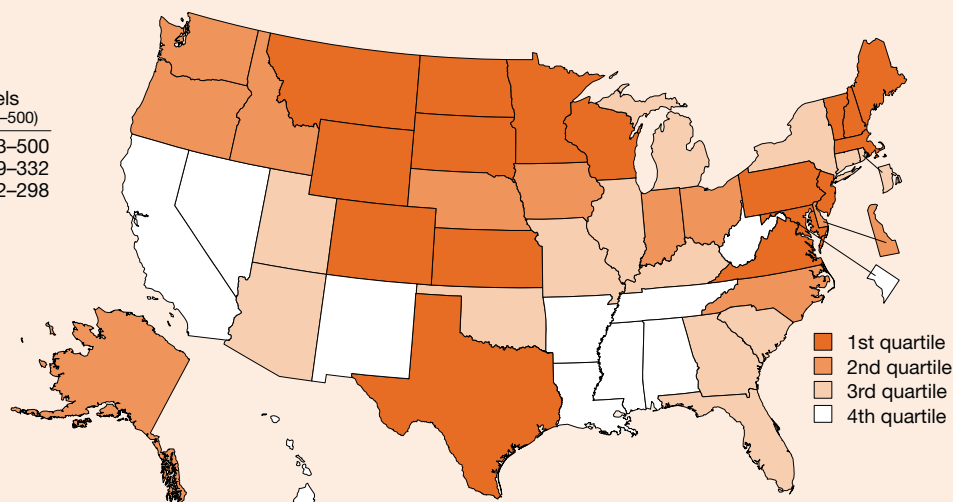 els
–500)
3–500
9–332
2–298
1st quartile
2nd quartile
3rd quartile
4th quartile